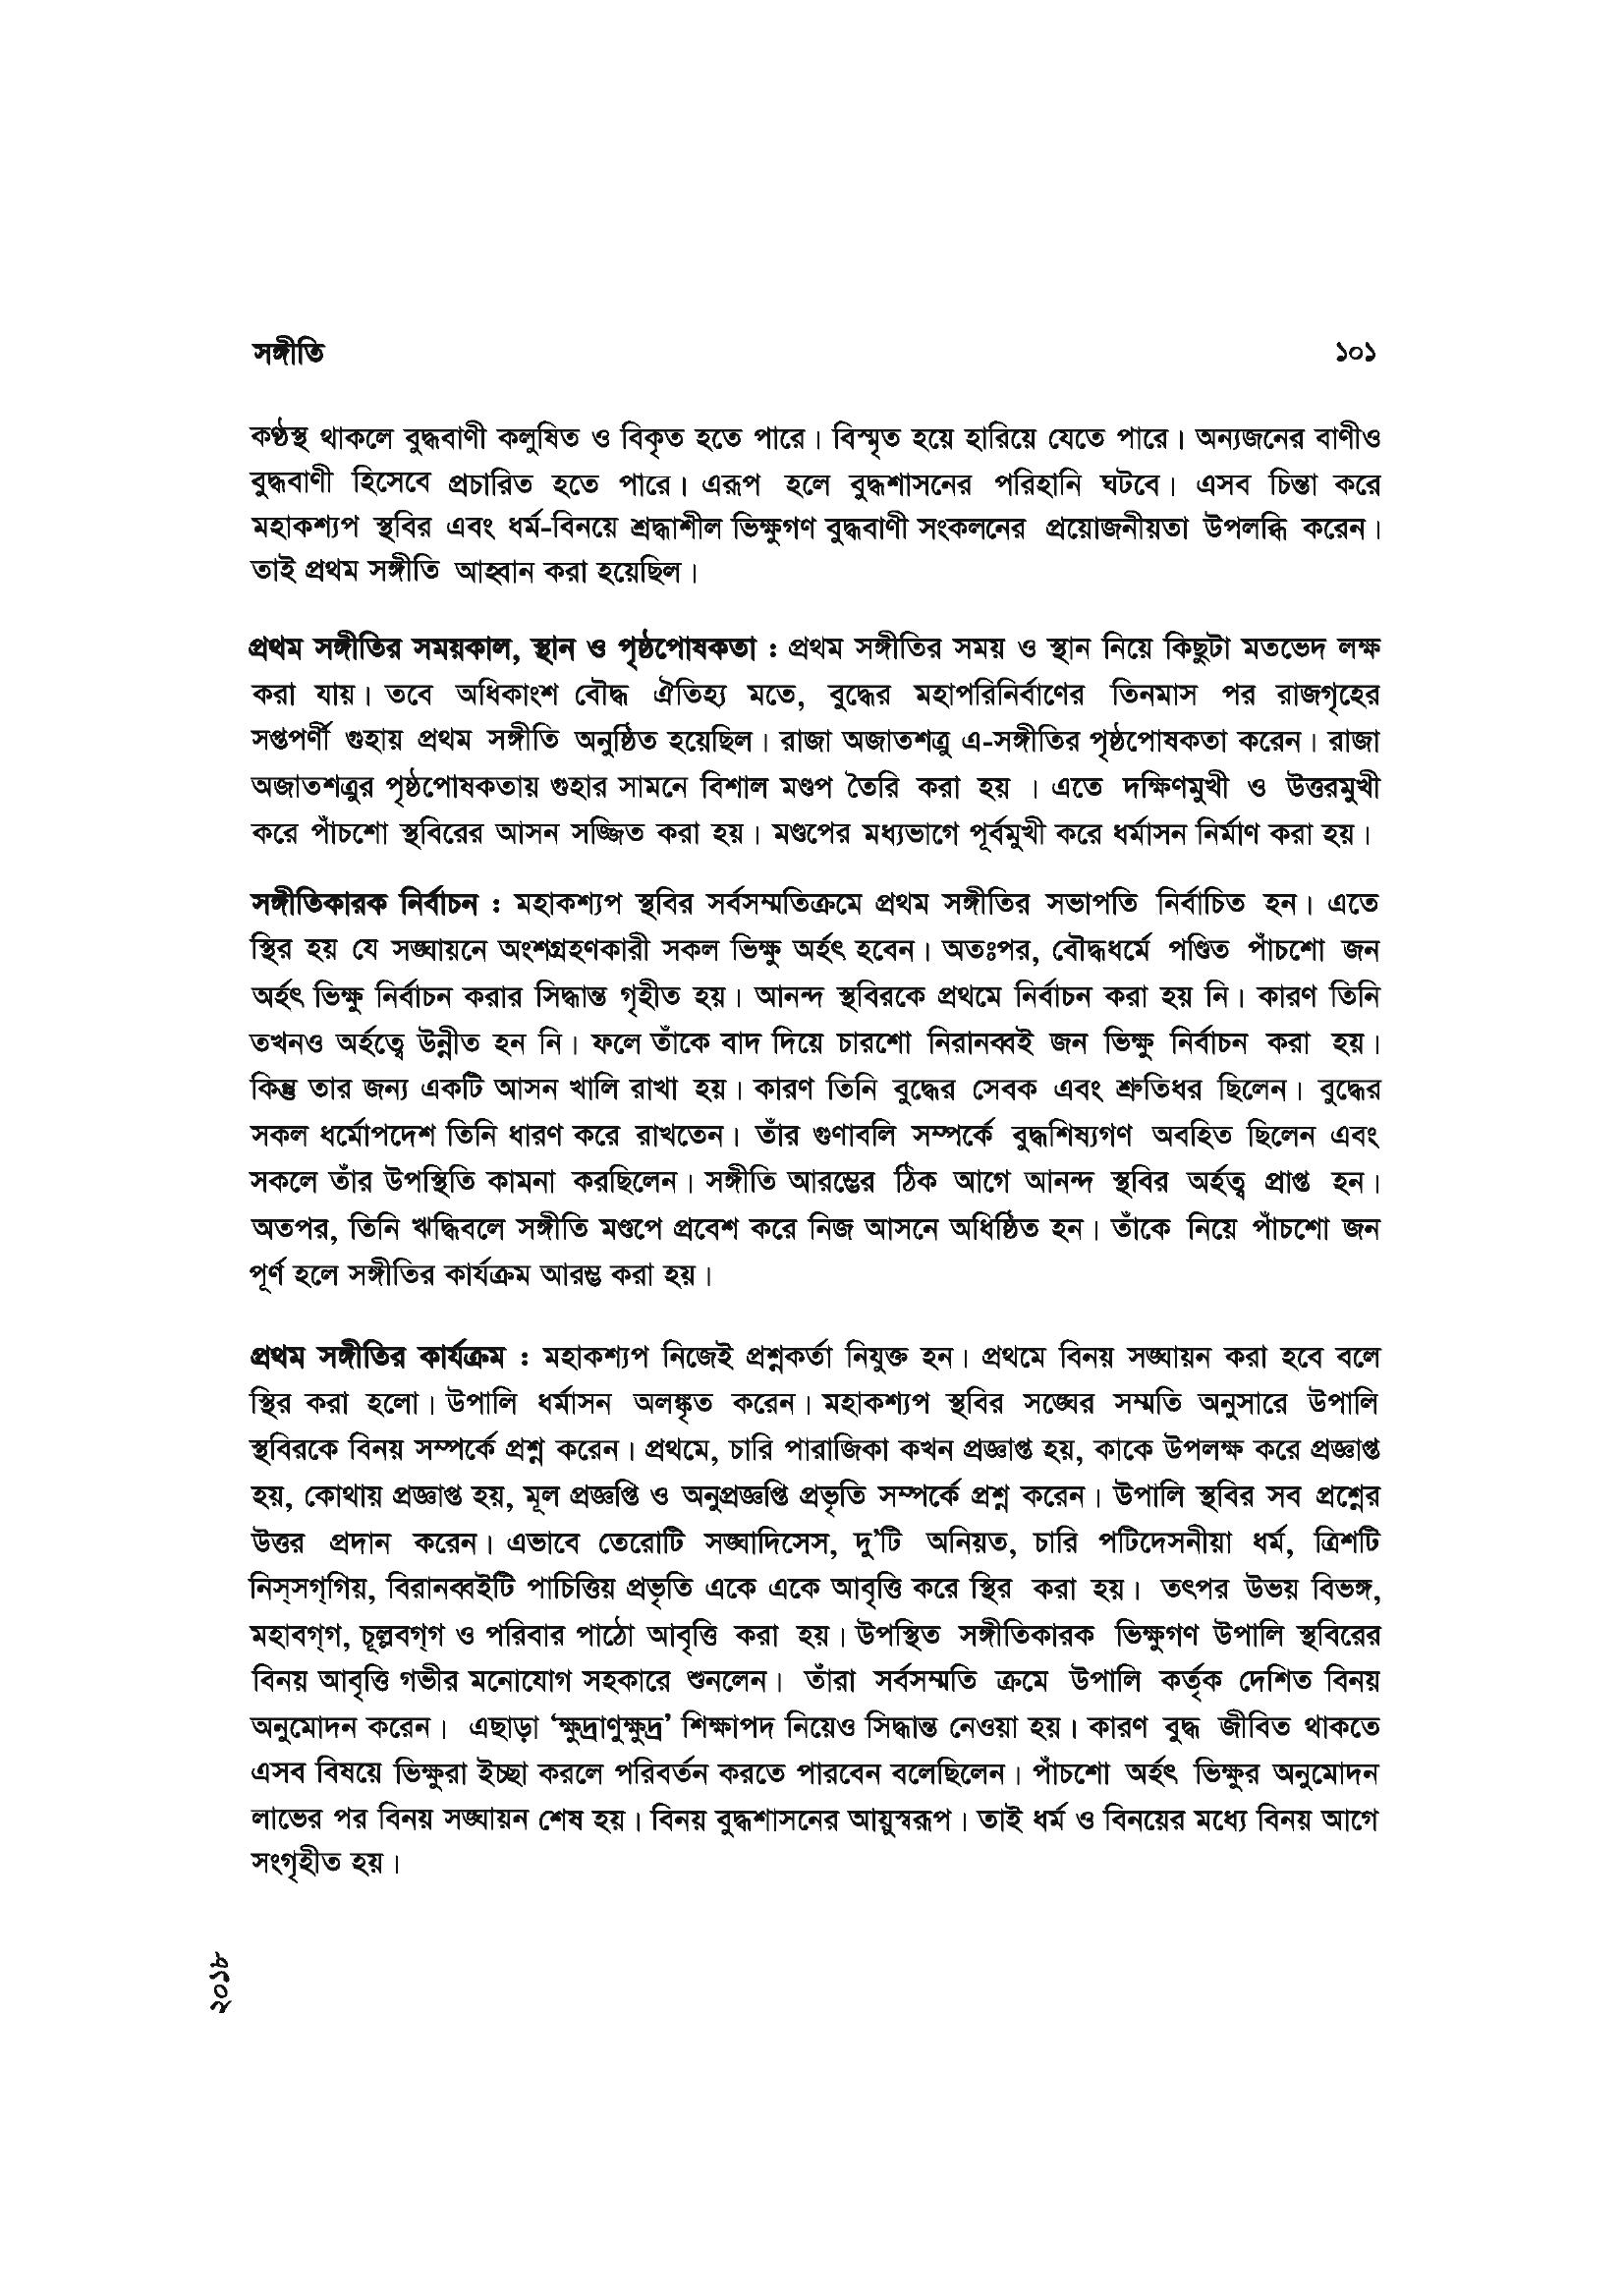 সঙ্গীতি ১০১
কণ্ঠস্থ থাকলে বুদ্ধবাণী কলুষিত ও বিকৃত হতে পারে। বিস্মৃত হয়ে হারিয়ে যেতে পারে। অন্যজনের বাণীও
বুদ্ধবাণী হিসেবে প্রচারিত হতে পারে। এরূপ হলে বুদ্ধশাসনের পরিহানি ঘটবে। এসব চিন্তা করে
মহাকশ্যপ স্থবির এবং ধর্ম-বিনয়ে শ্রদ্ধাশীল ভিক্ষুগণ বুদ্ধবাণী সংকলনের প্রয়োজনীয়তা উপলব্ধি করেন।
তাই প্রথম সঙ্গীতি আহ্বান করা হয়েছিল।
প্রথম সঙ্গীতির সময়কাল, স্থান ও পৃষ্ঠপোষকতা : প্রথম সঙ্গীতির সময় ও স্থান নিয়ে কিছুটা মতভেদ লক্ষ
করা যায়। তবে অধিকাংশ বৌদ্ধ ঐতিহ্য মতে, বুদ্ধের মহাপরিনির্বাণের তিনমাস পর রাজগৃহের
সপ্তপর্ণী গুহায় প্রথম সঙ্গীতি অনুষ্ঠিত হয়েছিল। রাজা অজাতশত্রু এ-সঙ্গীতির পৃষ্ঠপোষকতা করেন। রাজা
অজাতশত্রুর পৃষ্ঠপোষকতায় গুহার সামনে বিশাল মণ্ডপ তৈরি করা হয় । এতে দক্ষিণমুখী ও উত্তরমুখী
করে পাঁচশো স্থবিরের আসন সজ্জিত করা হয়। মণ্ডপের মধ্যভাগে পূর্বমুখী করে ধর্মাসন নির্মাণ করা হয়।
সঙ্গীতিকারক নির্বাচন : মহাকশ্যপ স্থবির সর্বসম্মতিক্রমে প্রথম সঙ্গীতির সভাপতি নির্বাচিত হন। এতে
স্থির হয় যে সঙ্ঘায়নে অংশগ্রহণকারী সকল ভিক্ষু অর্হৎ হবেন। অতঃপর, বৌদ্ধধর্মে পণ্ডিত পাঁচশো জন
অর্হৎ ভিক্ষু নির্বাচন করার সিদ্ধান্ত গৃহীত হয়। আনন্দ স্থবিরকে প্রথমে নির্বাচন করা হয় নি। কারণ তিনি
তখনও অর্হত্বে উন্নীত হন নি। ফলে তাঁকে বাদ দিয়ে চারশো নিরানব্বই জন ভিক্ষু নির্বাচন করা হয়।
কিন্তু তার জন্য একটি আসন খালি রাখা হয়। কারণ তিনি বুদ্ধের সেবক এবং শ্রুতিধর ছিলেন। বুদ্ধের
সকল ধর্মোপদেশ তিনি ধারণ করে রাখতেন। তাঁর গুণাবলি সম্পর্কে বুদ্ধশিষ্যগণ অবহিত ছিলেন এবং
সকলে তাঁর উপস্থিতি কামনা করছিলেন। সঙ্গীতি আরম্ভের ঠিক আগে আনন্দ স্থবির অর্হত্ব প্রাপ্ত হন।
অতপর, তিনি ঋদ্ধিবলে সঙ্গীতি মণ্ডপে প্রবেশ করে নিজ আসনে অধিষ্ঠিত হন। তাঁকে নিয়ে পাঁচশো জন
পূর্ণ হলে সঙ্গীতির কার্যক্রম আরম্ভ করা হয়।
প্রথম সঙ্গীতির কার্যক্রম : মহাকশ্যপ নিজেই প্রশ্নকর্তা নিযুক্ত হন। প্রথমে বিনয় সঙ্ঘায়ন করা হবে বলে
স্থির করা হলো। উপালি ধর্মাসন অলঙ্কৃত করেন। মহাকশ্যপ স্থবির সঙ্ঘের সম্মতি অনুসারে উপালি
স্থবিরকে বিনয় সম্পর্কে প্রশ্ন করেন। প্রথমে, চারি পারাজিকা কখন প্রজ্ঞাপ্ত হয়, কাকে উপলক্ষ করে প্রজ্ঞাপ্ত
হয়, কোথায় প্রজ্ঞাপ্ত হয়, মূল প্রজ্ঞপ্তি ও অনুপ্রজ্ঞপ্তি প্রভৃতি সম্পর্কে প্রশ্ন করেন। উপালি স্থবির সব প্রশ্নের
উত্তর প্রদান করেন। এভাবে তেরোটি সঙ্ঘাদিসেস, দু’টি অনিয়ত, চারি পটিদেসনীয়া ধর্ম, ত্রিশটি
নিস্‌সগ্‌গিয়, বিরানব্বইটি পাচিত্তিয় প্রভৃতি একে একে আবৃত্তি করে স্থির করা হয়। তৎপর উভয় বিভঙ্গ,
মহাবগ্‌গ, চূল্লবগ্‌গ ও পরিবার পাঠো আবৃত্তি করা হয়। উপস্থিত সঙ্গীতিকারক ভিক্ষুগণ উপালি স্থবিরের
বিনয় আবৃত্তি গভীর মনোযোগ সহকারে শুনলেন। তাঁরা সর্বসম্মতি ক্রমে উপালি কর্তৃক দেশিত বিনয়
অনুমোদন করেন। এছাড়া ‘ক্ষুদ্রাণুক্ষুদ্র’ শিক্ষাপদ নিয়েও সিদ্ধান্ত নেওয়া হয়। কারণ বুদ্ধ জীবিত থাকতে
এসব বিষয়ে ভিক্ষুরা ইচ্ছা করলে পরিবর্তন করতে পারবেন বলেছিলেন। পাঁচশো অর্হৎ ভিক্ষুর অনুমোদন
লাভের পর বিনয় সঙ্ঘায়ন শেষ হয়। বিনয় বুদ্ধশাসনের আয়ুস্বরূপ। তাই ধর্ম ও বিনয়ের মধ্যে বিনয় আগে
সংগৃহীত হয়।
২০১৮